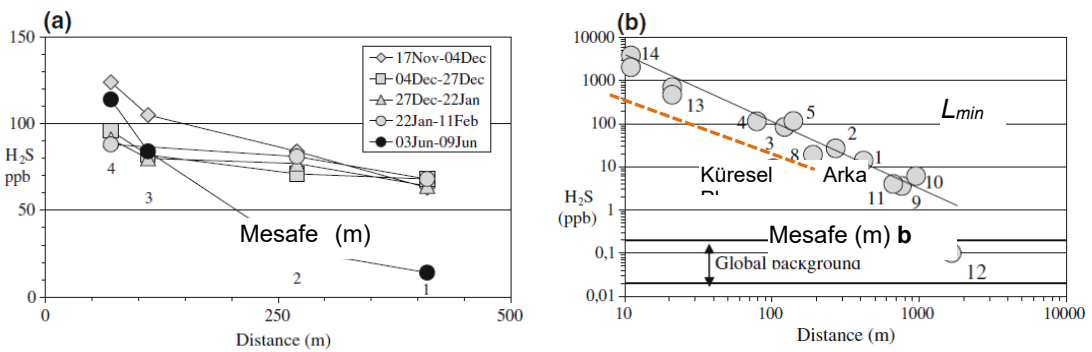 (a)
150
100
50
0
H₂S
ppb
17Nov-04Dec
04Dec-27Dec
27Dec-22Jan
22Jan-11Feb
03Jun-09Jun
4
3
2
1
Mesafe (m)
0
500
Distance (m)
(b)
10000
1000
100
10
1
0,1
0,01
H₂S
(ppb)
14
13
4
5
3
2
8
1
10
11
9
12
Lmin
Küresel
Arka
Mesafe (m) b
Global background
10
100
1000
10000
Distance (m)